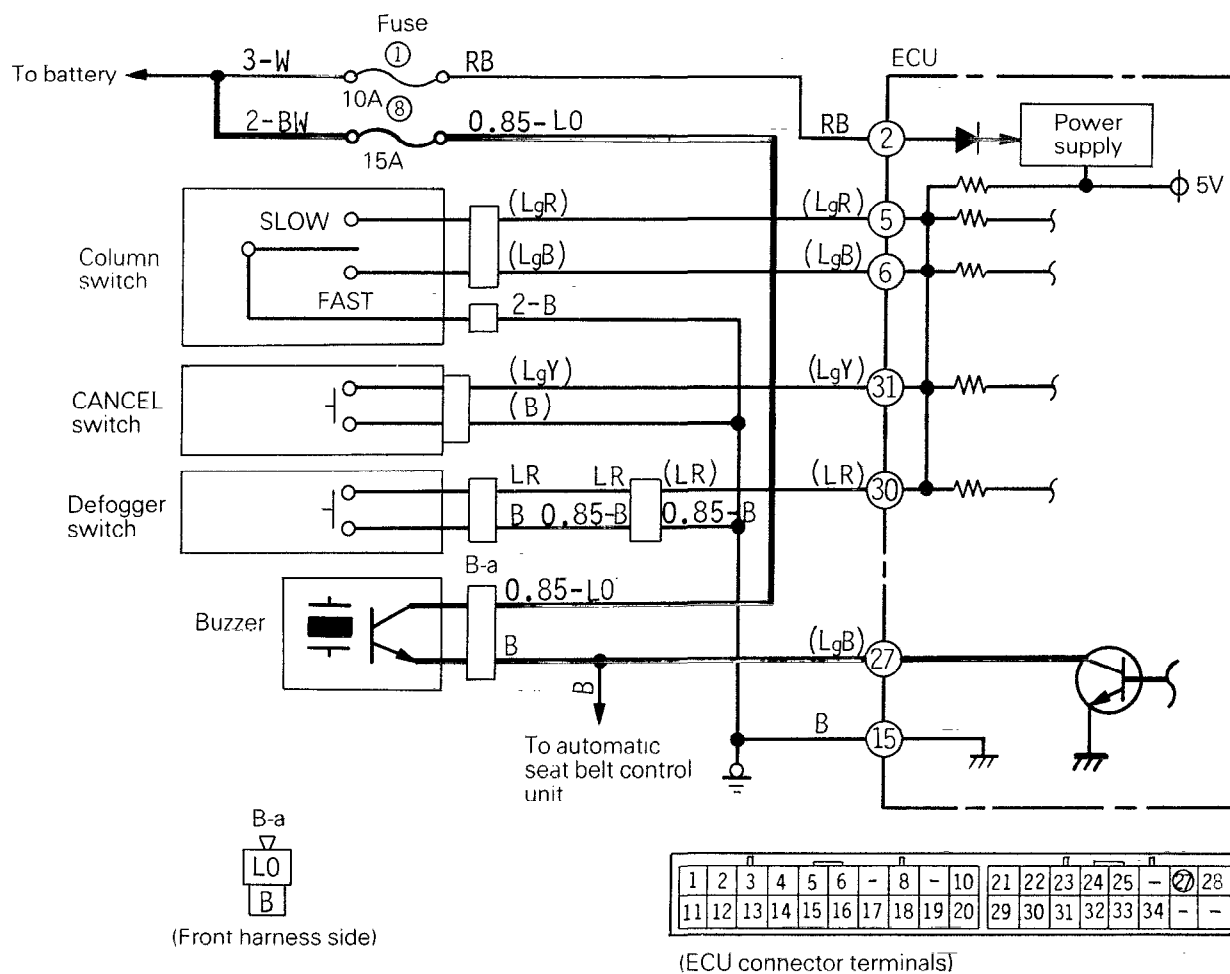 Fuse
①
ECU
3-W
RB
To battery
10A
⑧
2-BW
0.85-LO
RB
2
Power
supply
15A
5V
SLOW
(LgR)
(LgR)
5
Column
switch
(LgB)
(LgB)
6
FAST
2-B
CANCEL
switch
(LgY)
(LgY)
31
(B)
Defogger
switch
LR
LR
(LR)
(LR)
30
B
0.85-B
0.85-B
B-a
0.85-LO
Buzzer
B
(LgB)
27
B
B
15
To automatic
seat belt control
unit
B-a
LO
B
(Front harness side)
1 2 3 4 5 6 - 8 - 10 21 22 23 24 25 - 27 28
11 12 13 14 15 16 17 18 19 20 29 30 31 32 33 34 - -
(ECU connector terminals)